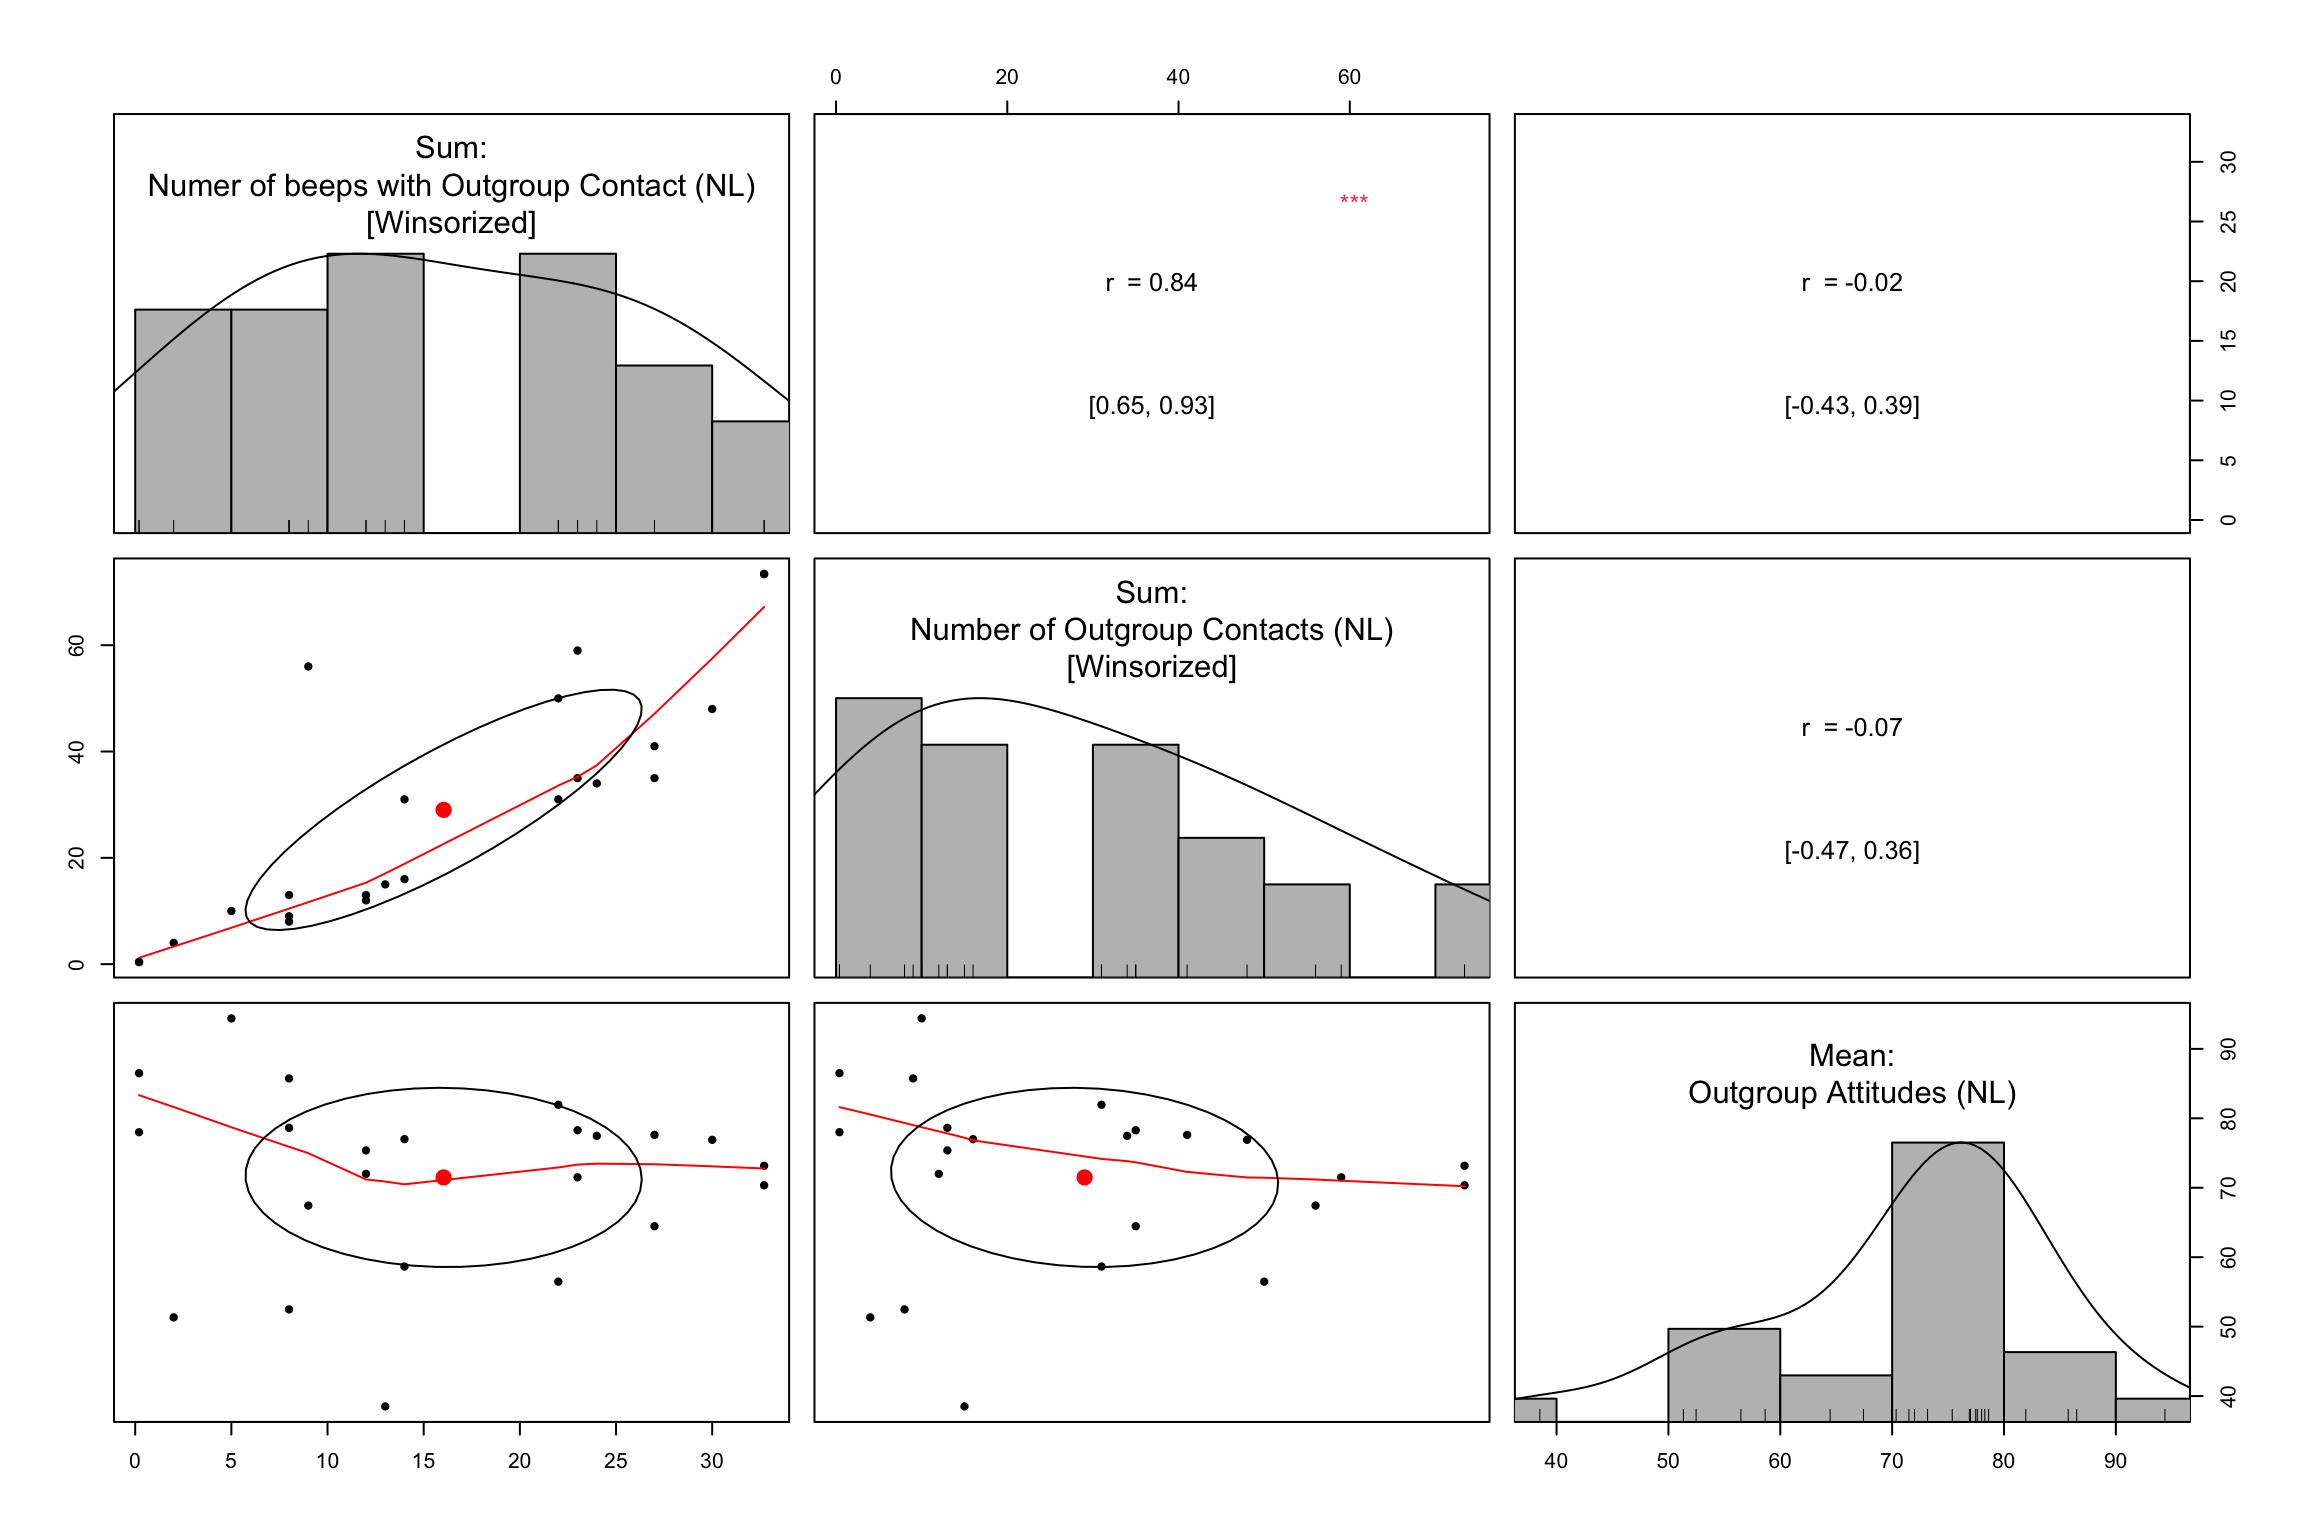 0 20 40 60
Sum:
Numer of beeps with Outgroup Contact (NL)
[Winsorized]
***
r = 0.84
[0.65, 0.93]
r = -0.02
[-0.43, 0.39]
0 5 10 15 20 25 30
0 20 40 60
Sum:
Number of Outgroup Contacts (NL)
[Winsorized]
r = -0.07
[-0.47, 0.36]
Mean:
Outgroup Attitudes (NL)
40 50 60 70 80 90
0 5 10 15 20 25 30
40 50 60 70 80 90